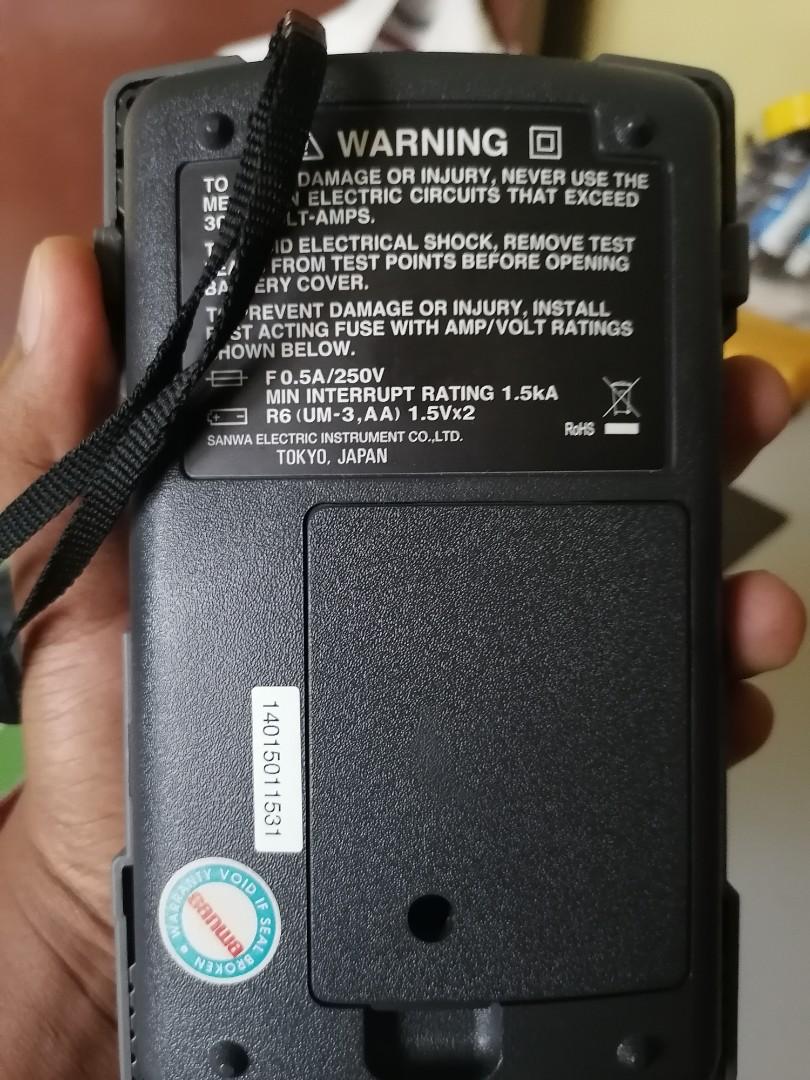 WARNING
TO DAMAGE OR INJURY, NEVER USE THE
ELECTRIC CIRCUITS THAT EXCEED
ELECTRICAL SHOCK, REMOVE TEST
FROM TEST POINTS BEFORE OPENING
COVER.
PREVENT DAMAGE OR INJURY, INSTALL
ACTING FUSE WITH AMP/VOLT RATINGS
SHOWN BELOW.
F 0.5A/250V
MIN INTERRUPT RATING 1.5kA
R6 (UM-3,AA) 1.5Vx2
SANWA ELECTRIC INSTRUMENT CO.,LTD.
TOKYO, JAPAN
RoHS
14015011531
WARRANTY VOID IF SEAL BROKEN
sanwa